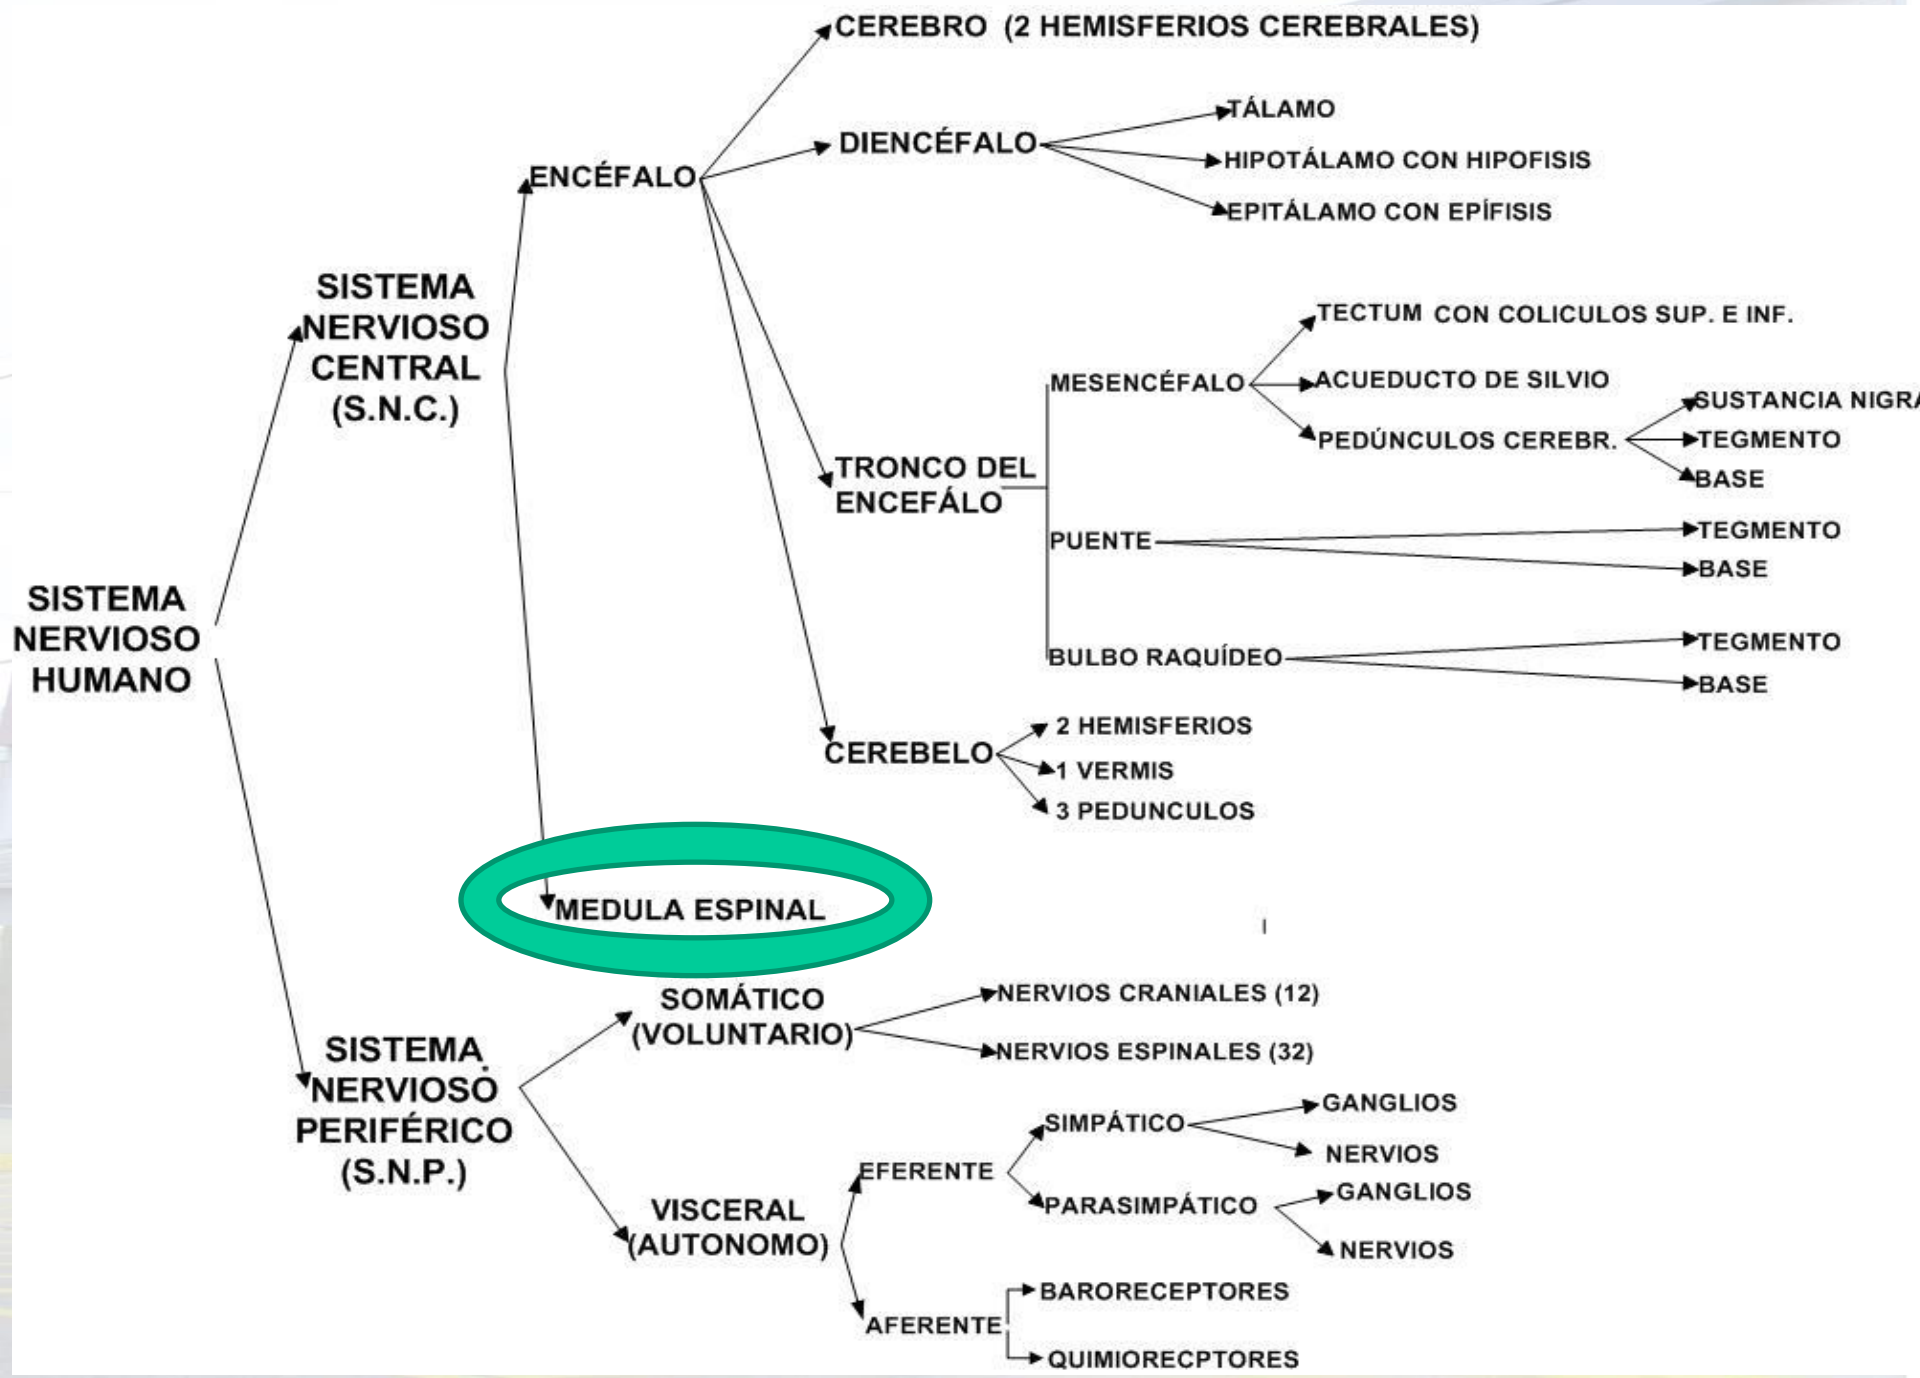 CEREBRO (2 HEMISFERIOS CEREBRALES)
TÁLAMO
DIENCÉFALO
HIPOTÁLAMO CON HIPOFISIS
ENCÉFALO
EPITÁLAMO CON EPÍFISIS
SISTEMA
NERVIOSO
CENTRAL
(S.N.C.)
TECTUM CON COLICULOS SUP. E INF.
MESENCÉFALO
ACUEDUCTO DE SILVIO
PEDÚNCULOS CEREBR.
SUSTANCIA NIGRA
TEGMENTO
BASE
TRONCO DEL
ENCEFÁLO
PUENTE
TEGMENTO
BASE
BULBO RAQUÍDEO
TEGMENTO
BASE
SISTEMA
NERVIOSO
HUMANO
CEREBELO
2 HEMISFERIOS
1 VERMIS
3 PEDUNCULOS
MEDULA ESPINAL
SOMÁTICO
(VOLUNTARIO)
NERVIOS CRANIALES (12)
NERVIOS ESPINALES (32)
SISTEMA
NERVIOSO
PERIFÉRICO
(S.N.P.)
VISCERAL
(AUTONOMO)
EFERENTE
SIMPÁTICO
GANGLIOS
NERVIOS
PARASIMPÁTICO
GANGLIOS
NERVIOS
AFERENTE
BARORECEPTORES
QUIMIORECPTORES